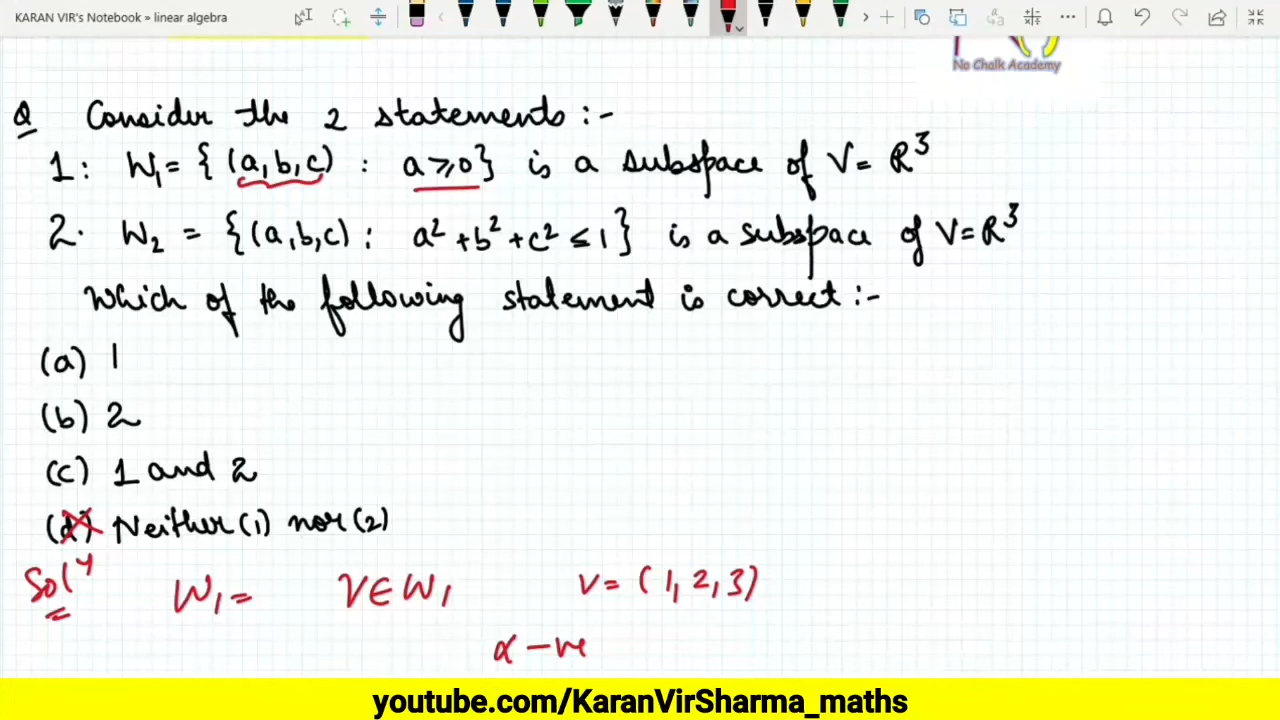 KARAN VIR's Notebook » linear algebra
No Chalk Academy
Q Consider the 2 statements :-
1: W₁ = { (a, b, c) : a ⩾ 0 } is a subspace of V = R³
2. W₂ = { (a, b, c) : a² + b² + c² ≤ 1 } is a subspace of V = R³
Which of the following statement is correct :-
(a) 1
(b) 2
(c) 1 and 2
(d) Neither (1) nor (2)
Solⁿ W₁ = V ∈ W₁ v = (1, 2, 3)
α -ve
youtube.com/KaranVirSharma_maths